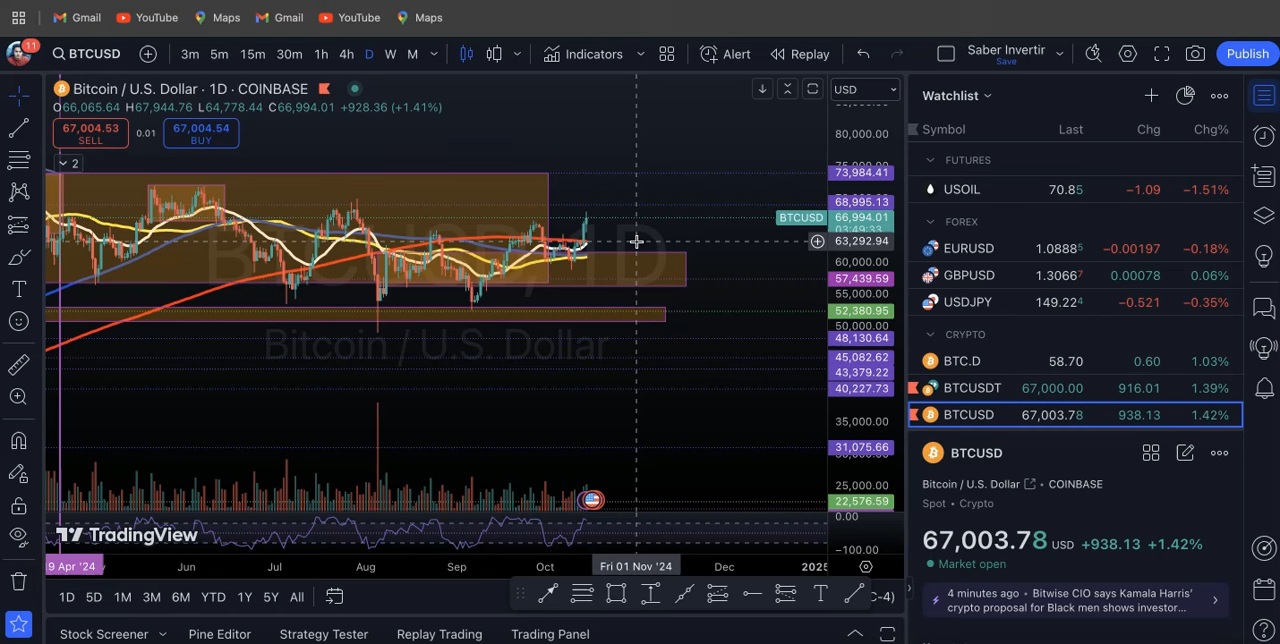 Gmail YouTube Maps Gmail YouTube Maps
11
BTCUSD 3m 5m 15m 30m 1h 4h D W M Indicators Alert Replay Saber Invertir Save Publish
Bitcoin / U.S. Dollar · 1D · COINBASE
O66,065.64 H67,944.76 L64,778.44 C66,994.01 +928.36 (+1.41%)
67,004.53 SELL 0.01 67,004.54 BUY
2
USD
80,000.00
75,000.00
73,984.41
68,995.13
BTCUSD 66,994.01
03:49:33
63,292.94
60,000.00
57,439.59
55,000.00
52,380.95
50,000.00
48,130.64
45,082.62
43,379.22
40,227.73
35,000.00
31,075.66
25,000.00
22,576.59
0.00
−100.00
BTCUSD, 1D
Bitcoin / U.S. Dollar
TradingView
9 Apr '24 Jun Jul Aug Sep Oct Fri 01 Nov '24 Dec 2025
1D 5D 1M 3M 6M YTD 1Y 5Y All C-4)
Stock Screener Pine Editor Strategy Tester Replay Trading Trading Panel
Watchlist
Symbol Last Chg Chg%
FUTURES
USOIL 70.85 −1.09 −1.51%
FOREX
EURUSD 1.08885 −0.00197 −0.18%
GBPUSD 1.30667 0.00078 0.06%
USDJPY 149.224 −0.521 −0.35%
CRYPTO
BTC.D 58.70 0.60 1.03%
BTCUSDT 67,000.00 916.01 1.39%
BTCUSD 67,003.78 938.13 1.42%
BTCUSD
Bitcoin / U.S. Dollar • COINBASE
Spot • Crypto
67,003.78 USD +938.13 +1.42%
Market open
4 minutes ago • Bitwise CIO says Kamala Harris'
crypto proposal for Black men shows investor...